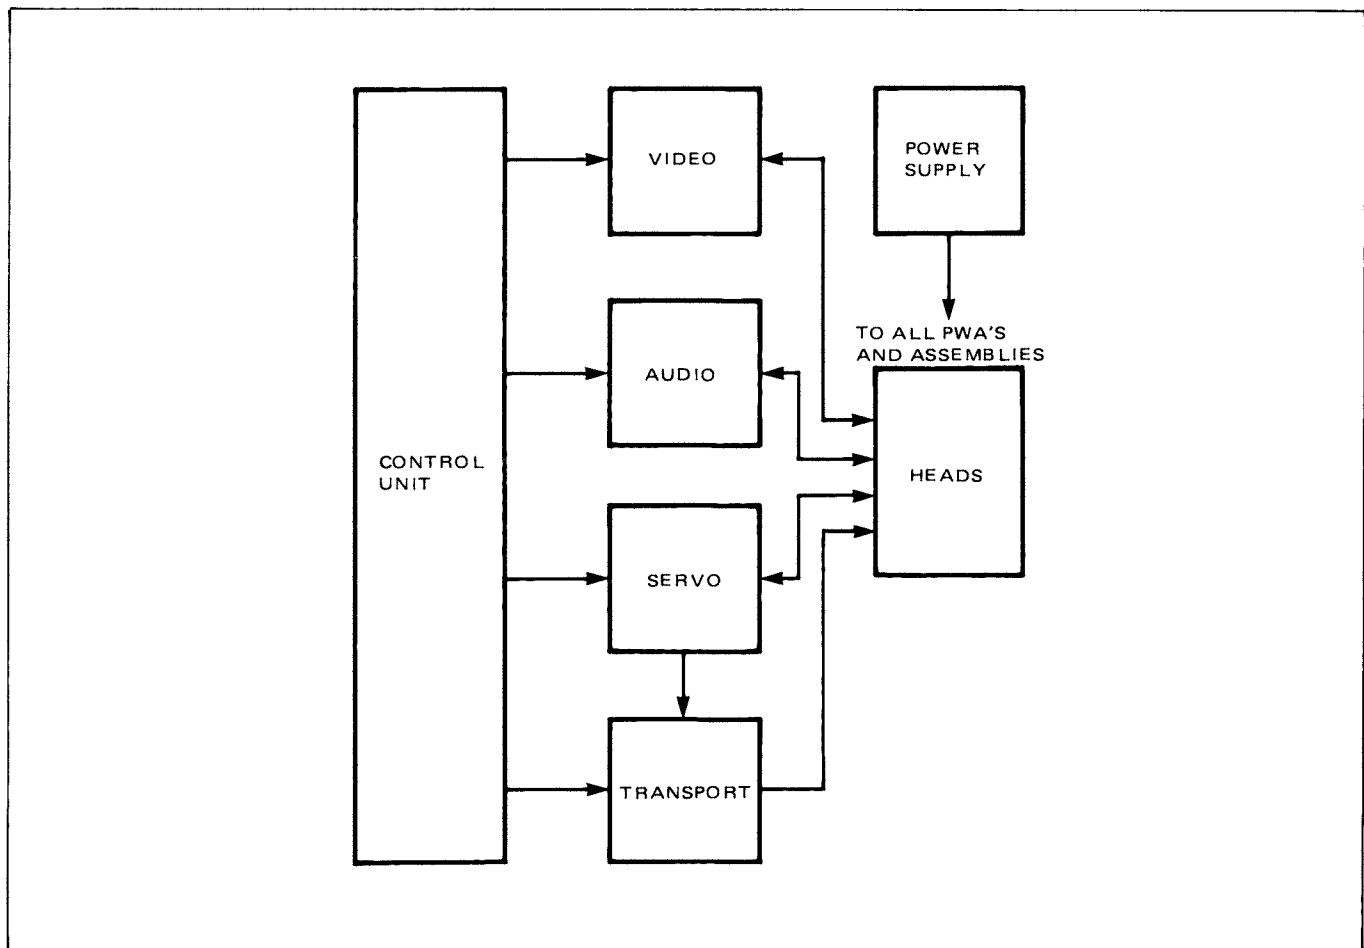 VIDEO
POWER
SUPPLY
TO ALL PWA'S
AND ASSEMBLIES
AUDIO
CONTROL
UNIT
HEADS
SERVO
TRANSPORT